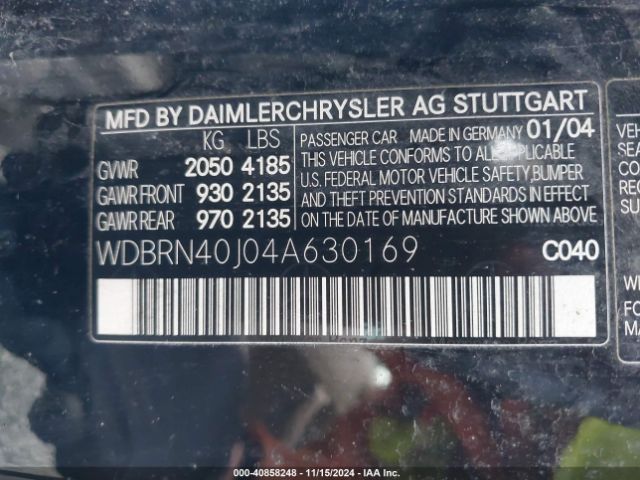 MFD BY DAIMLERCHRYSLER AG STUTTGART
KG LBS
GVWR 2050 4185
GAWR FRONT 930 2135
GAWR REAR 970 2135
PASSENGER CAR MADE IN GERMANY 01/04
THIS VEHICLE CONFORMS TO ALL APPLICABLE
U.S. FEDERAL MOTOR VEHICLE SAFETY, BUMPER
AND THEFT PREVENTION STANDARDS IN EFFECT
ON THE DATE OF MANUFACTURE SHOWN ABOVE
WDBRN40J04A630169 C040
000-40858248 - 11/15/2024 - IAA Inc.